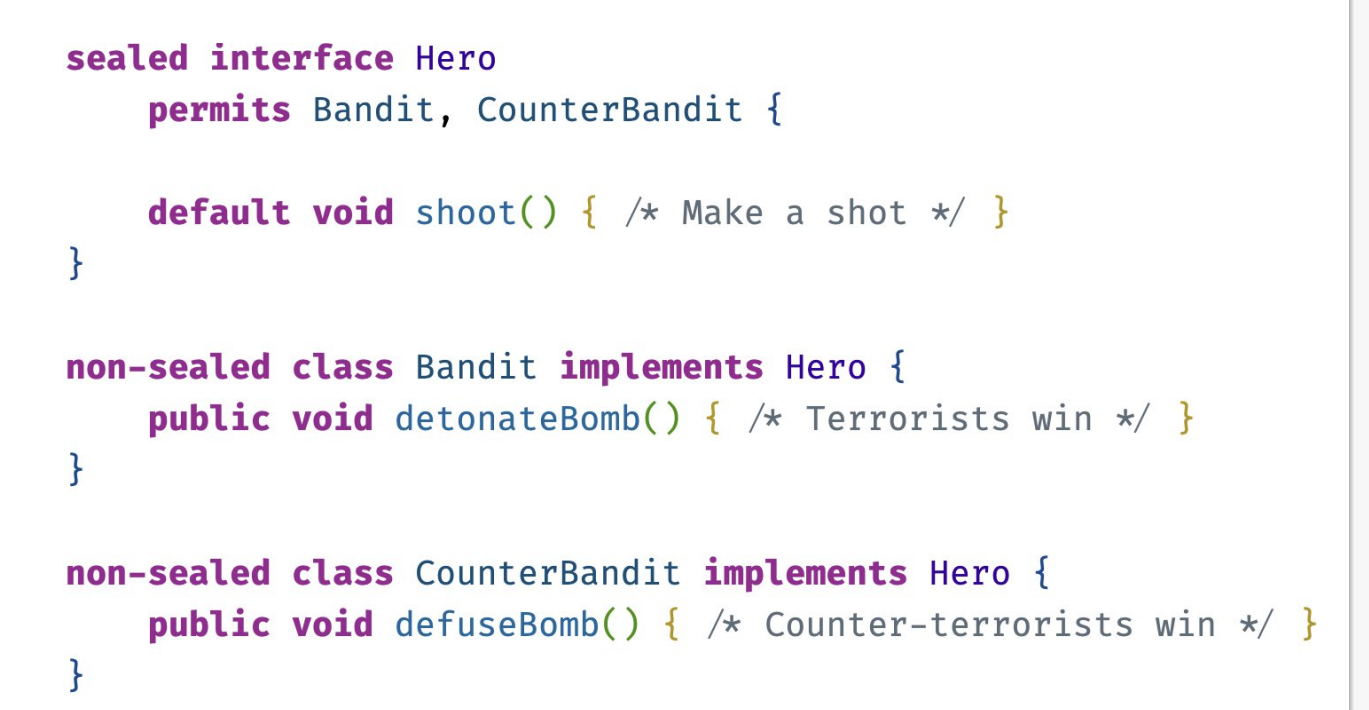 sealed interface Hero
    permits Bandit, CounterBandit {
    default void shoot() { /* Make a shot */ }
}
non-sealed class Bandit implements Hero {
    public void detonateBomb() { /* Terrorists win */ }
}
non-sealed class CounterBandit implements Hero {
    public void defuseBomb() { /* Counter-terrorists win */ }
}